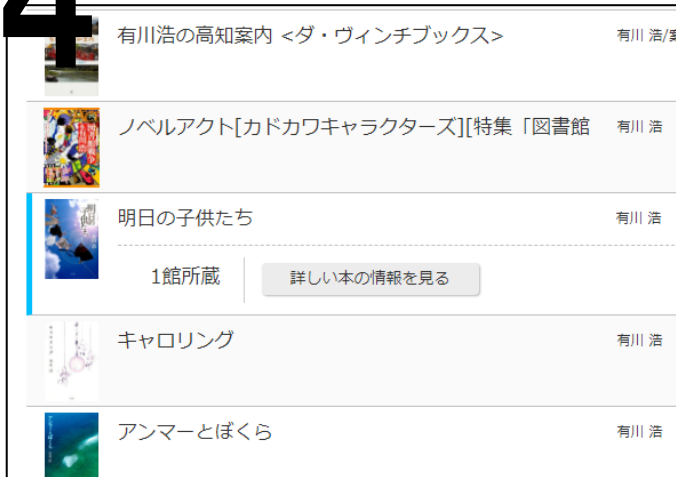 4
有川浩の高知案内 <ダ・ヴィンチブックス>
有川 浩/
ノベルアクト[カドカワキャラクターズ][特集「図書館
有川 浩
明日の子供たち
有川 浩
1館所蔵
詳しい本の情報を見る
キャロリング
有川 浩
アンマーとぼくら
有川 浩